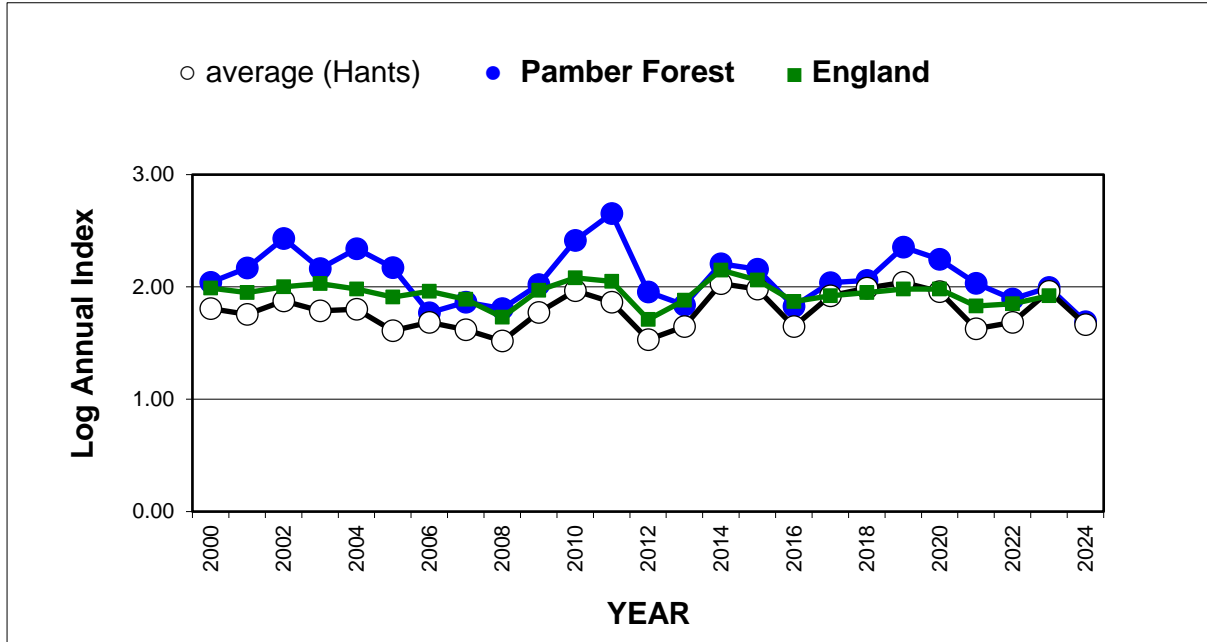 average (Hants) Pamber Forest England
3.00
2.00
1.00
0.00
Log Annual Index
2000 2002 2004 2006 2008 2010 2012 2014 2016 2018 2020 2022 2024
YEAR